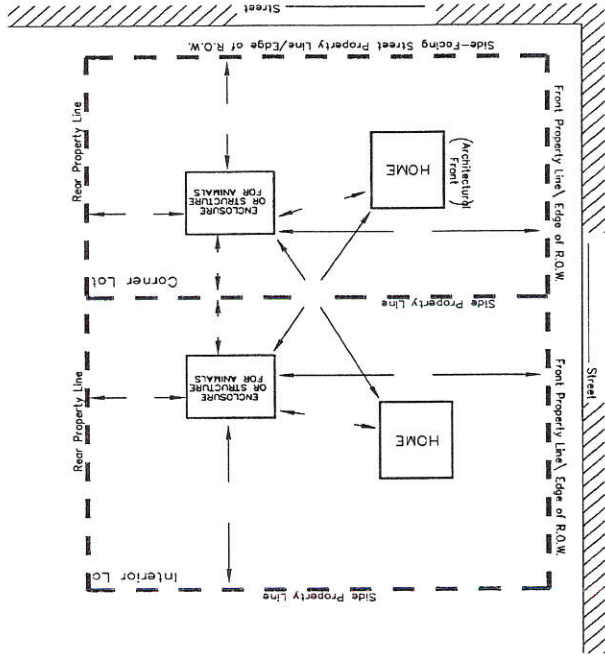 Side Property Line
Interior Lo
Front Property Line\ Edge of R.O.W.
HOME
ENCLOSURE
OR STRUCTURE
FOR ANIMALS
Rear Property Line
Street
Side Property Line
Corner Lot
Front Property Line\ Edge of R.O.W.
HOME
(Architectural
Front)
ENCLOSURE
OR STRUCTURE
FOR ANIMALS
Rear Property Line
Side-Facing Street Property Line/Edge of R.O.W.
Street